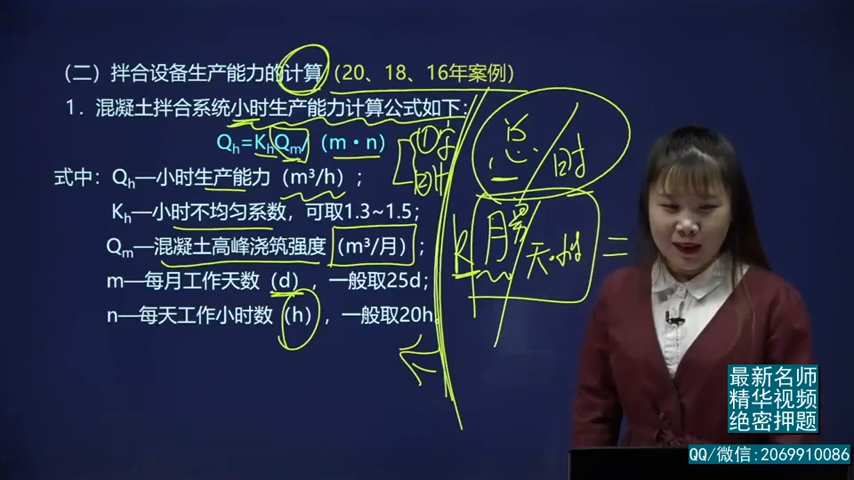 （二）拌合设备生产能力的计算（20、18、16年案例）
1．混凝土拌合系统小时生产能力计算公式如下：
Qh=KhQm/（m·n）
式中：Qh—小时生产能力（m³/h）；
Kh—小时不均匀系数，可取1.3~1.5；
Qm—混凝土高峰浇筑强度（m³/月）；
m—每月工作天数（d），一般取25d；
n—每天工作小时数（h），一般取20h
总/时
K 月
天·时 =
最新名师
精华视频
绝密押题
QQ/微信:2069910086